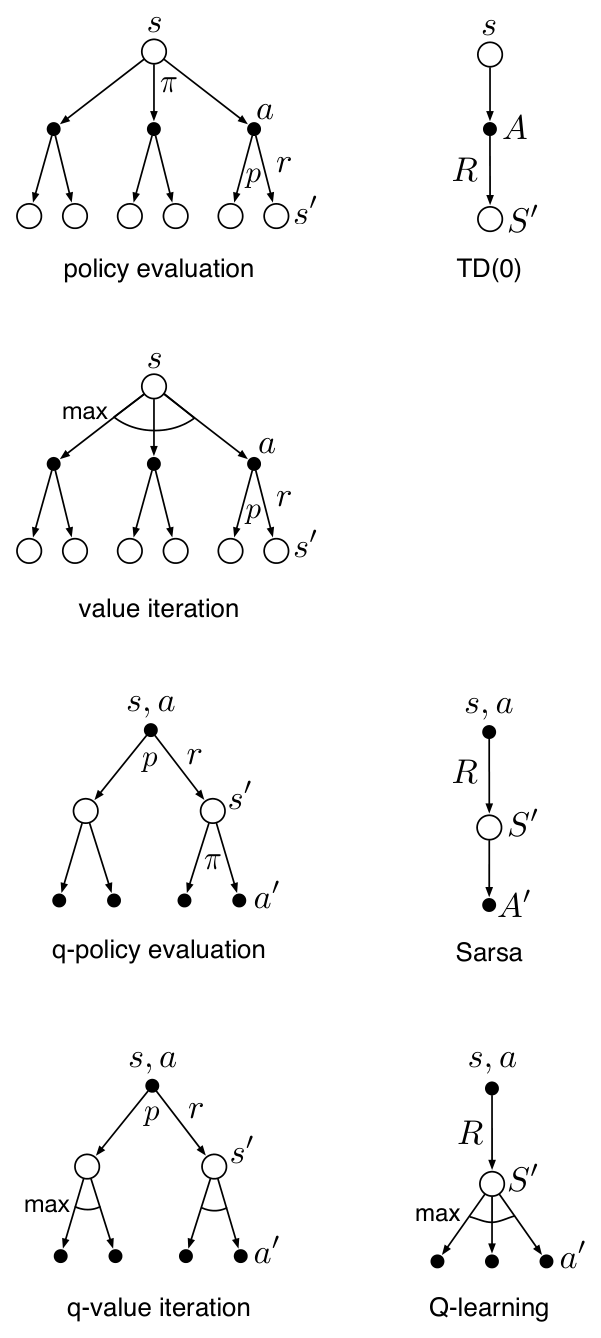 s
π
a
p r
s′
policy evaluation
s
A
R
S′
TD(0)
s
max
a
p r
s′
value iteration
s, a
p r
s′
π
a′
q-policy evaluation
s, a
R
S′
A′
Sarsa
s, a
p r
s′
max
a′
q-value iteration
s, a
R
S′
max
a′
Q-learning